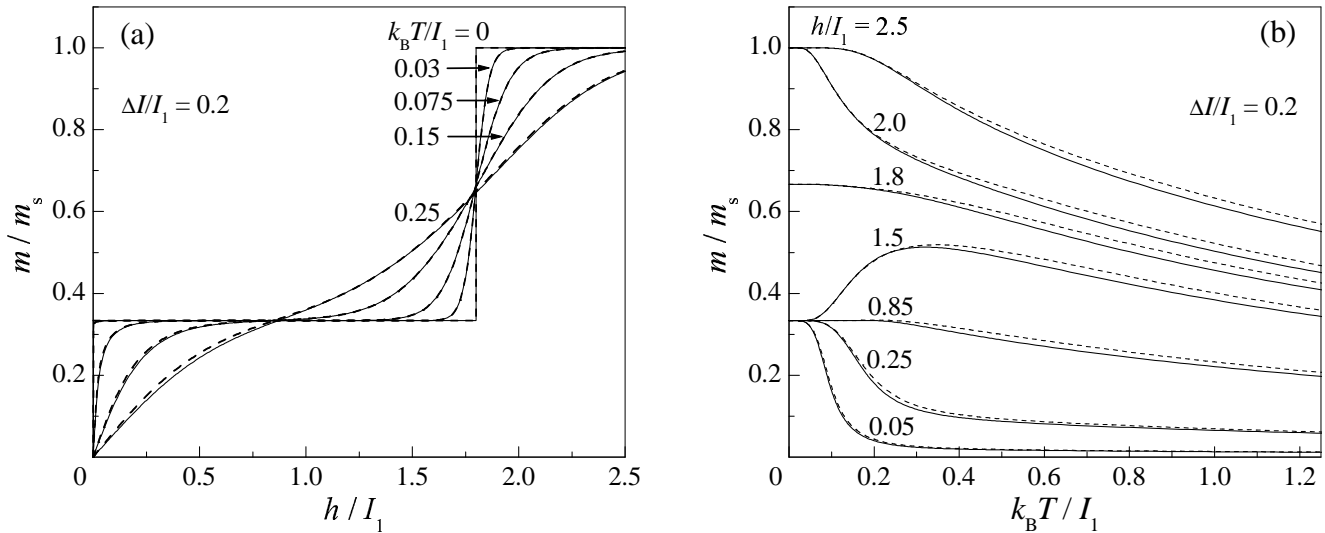 (a)
k_B T/I_1 = 0
0.03
0.075
0.15
0.25
ΔI/I_1 = 0.2
1.0
0.8
0.6
0.4
0.2
m / m_s
0 0.5 1.0 1.5 2.0 2.5
h / I_1
(b)
h/I_1 = 2.5
ΔI/I_1 = 0.2
2.0
1.8
1.5
0.85
0.25
0.05
1.0
0.8
0.6
0.4
0.2
m / m_s
0 0.2 0.4 0.6 0.8 1.0 1.2
k_B T / I_1